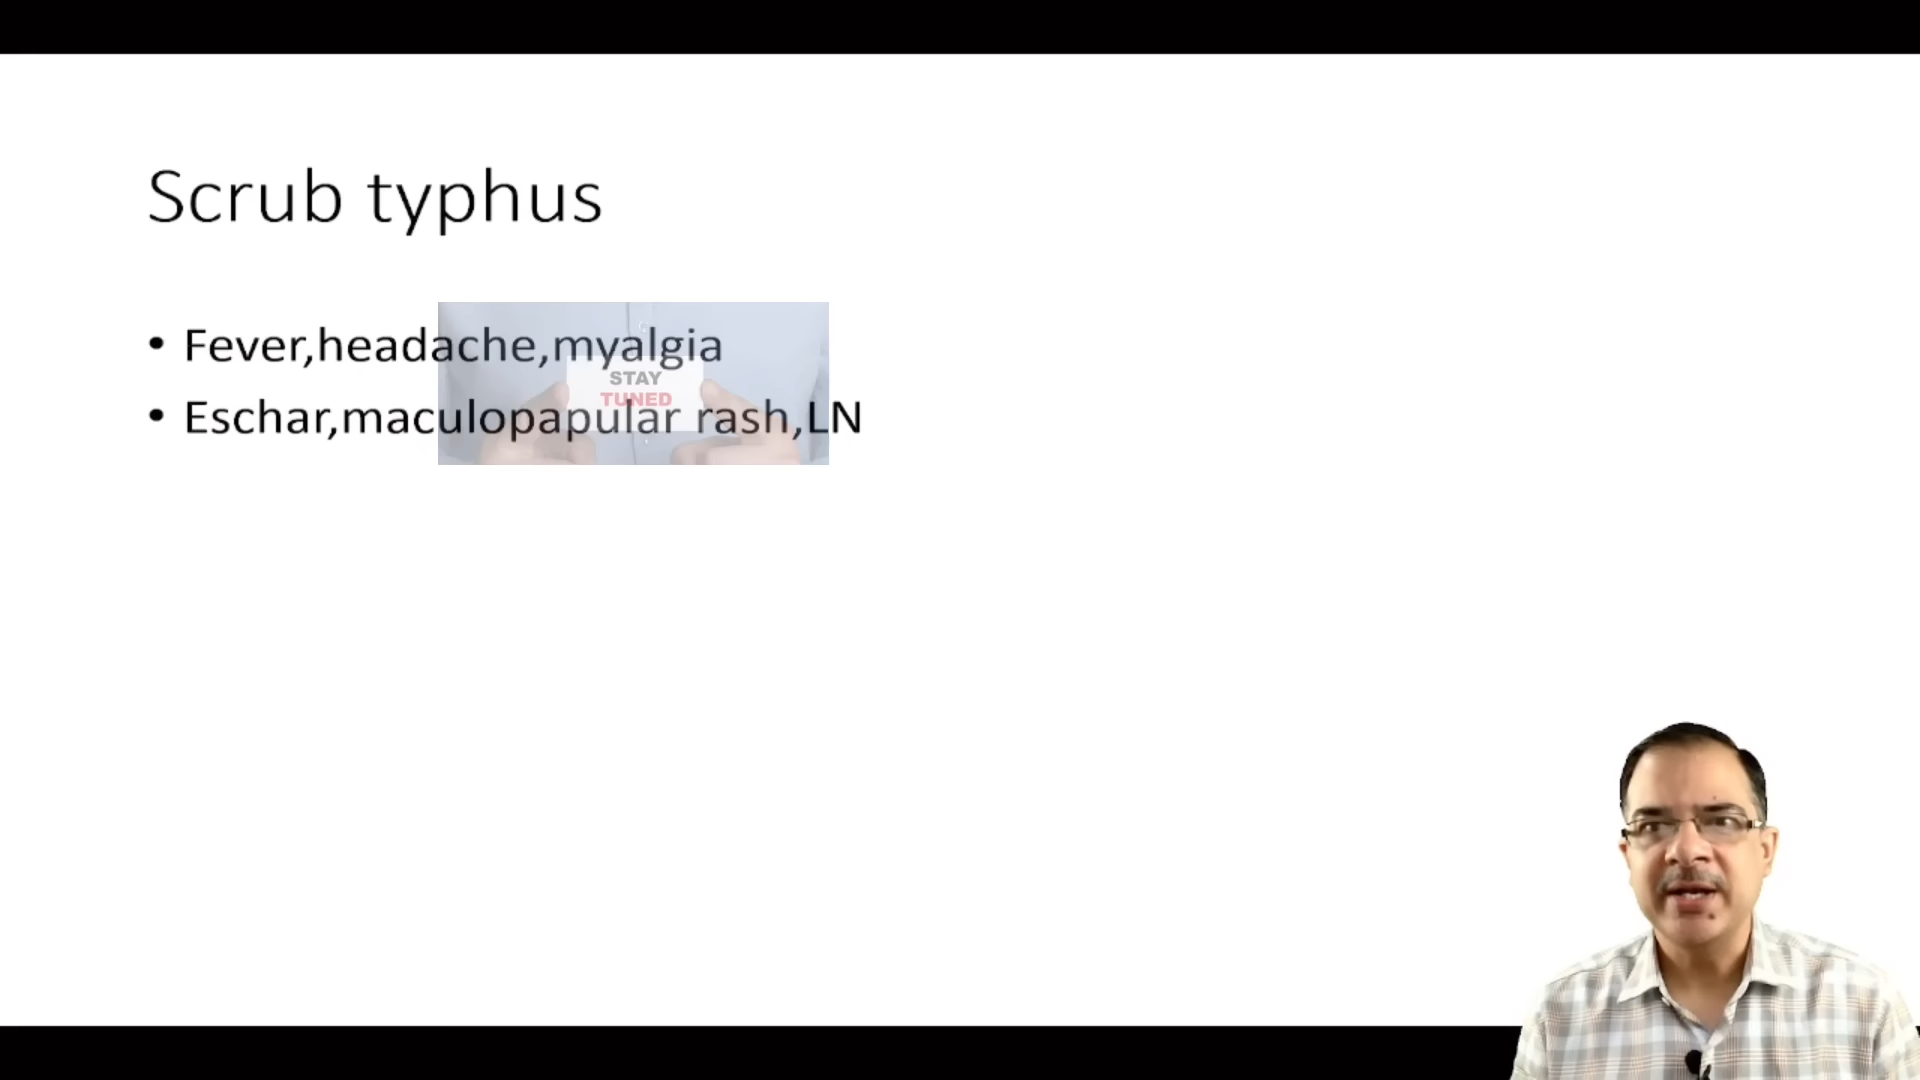 Scrub typhus
• Fever,headache,myalgia
STAY
TUNED
• Eschar,maculopapular rash,LN